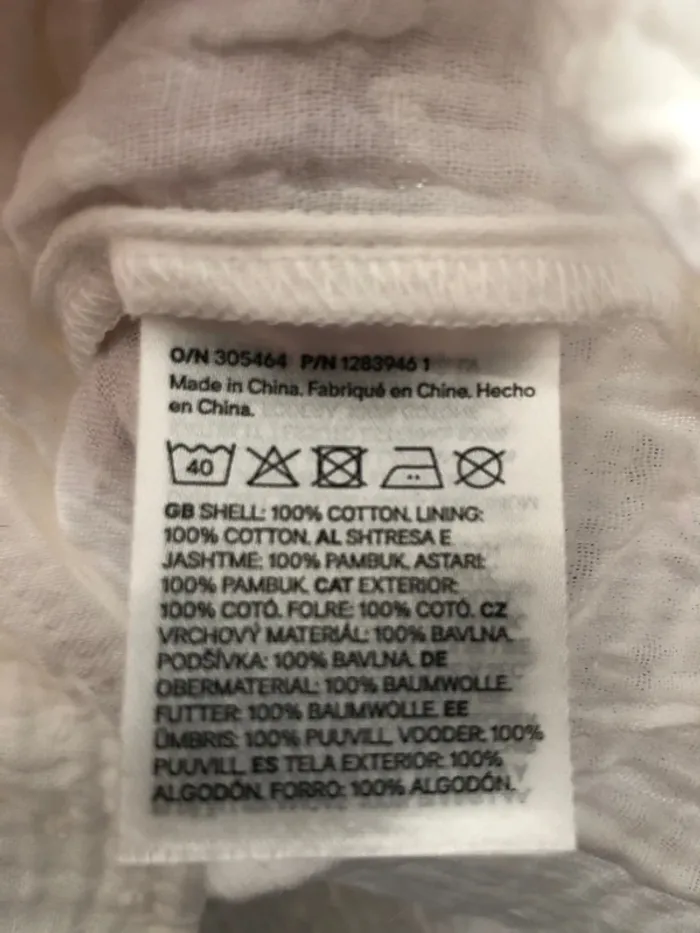 O/N 305464 P/N 1283946 1
Made in China. Fabriqué en Chine. Hecho
en China.
40
GB SHELL: 100% COTTON. LINING:
100% COTTON. AL SHTRESA E
JASHTME: 100% PAMBUK. ASTARI:
100% PAMBUK. CAT EXTERIOR:
100% COTÓ. FOLRE: 100% COTÓ. CZ
VRCHOVÝ MATERIÁL: 100% BAVLNA.
PODŠÍVKA: 100% BAVLNA. DE
OBERMATERIAL: 100% BAUMWOLLE.
FUTTER: 100% BAUMWOLLE. EE
ÜMBRIS: 100% PUUVILL. VOODER: 100%
PUUVILL. ES TELA EXTERIOR: 100%
ALGODÓN. FORRO: 100% ALGODÓN.